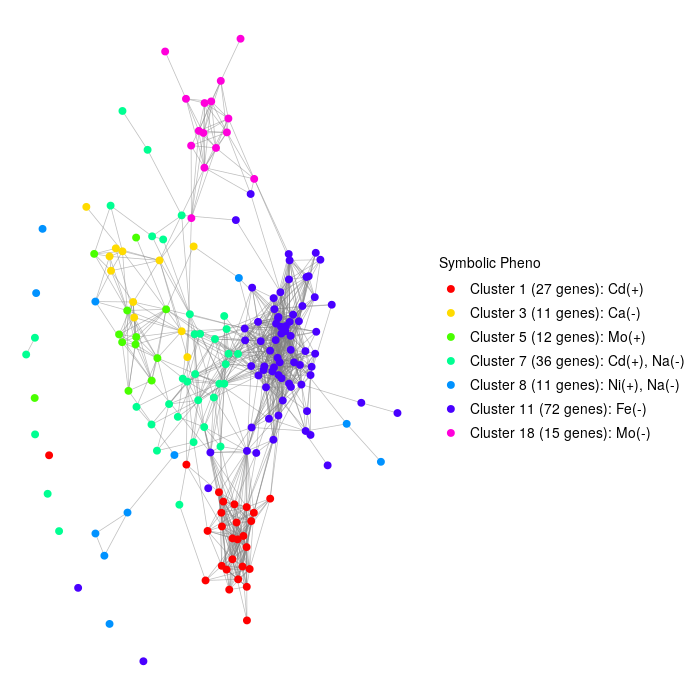 Symbolic Pheno
Cluster 1 (27 genes): Cd(+)
Cluster 3 (11 genes): Ca(-)
Cluster 5 (12 genes): Mo(+)
Cluster 7 (36 genes): Cd(+), Na(-)
Cluster 8 (11 genes): Ni(+), Na(-)
Cluster 11 (72 genes): Fe(-)
Cluster 18 (15 genes): Mo(-)